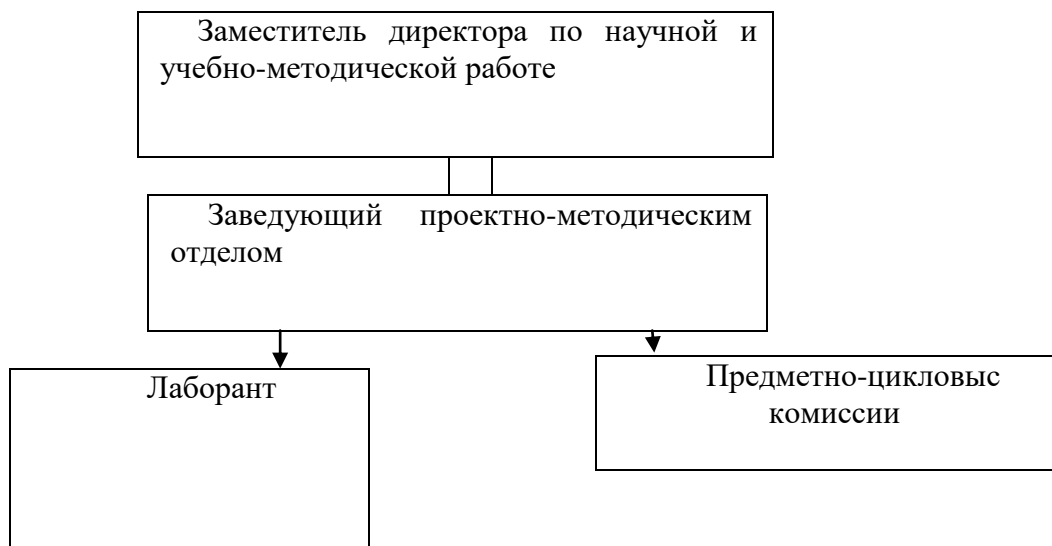 Заместитель директора по научной и
учебно-методической работе
Заведующий проектно-методическим
отделом
Лаборант
Предметно-цикловыс
комиссии